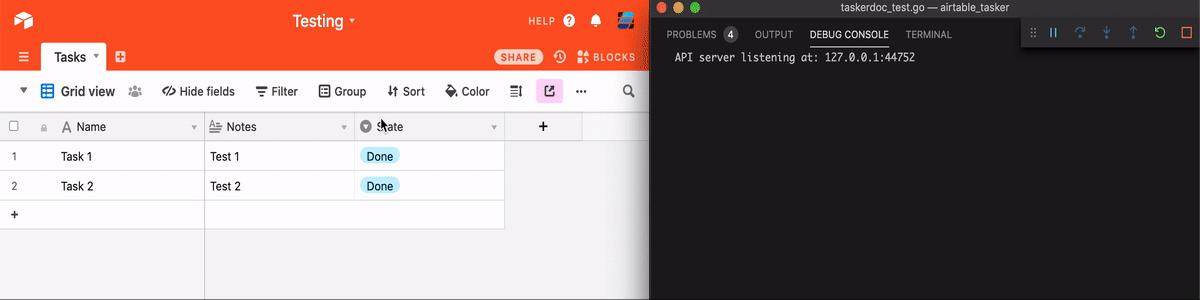 Testing
HELP
Tasks
SHARE
BLOCKS
Grid view
Hide fields
Filter
Group
Sort
Color
Name
Notes
1
Task 1
Test 1
Done
2
Task 2
Test 2
Done
+
taskerdoc_test.go — airtable_tasker
PROBLEMS 4 OUTPUT DEBUG CONSOLE TERMINAL
API server listening at: 127.0.0.1:44752